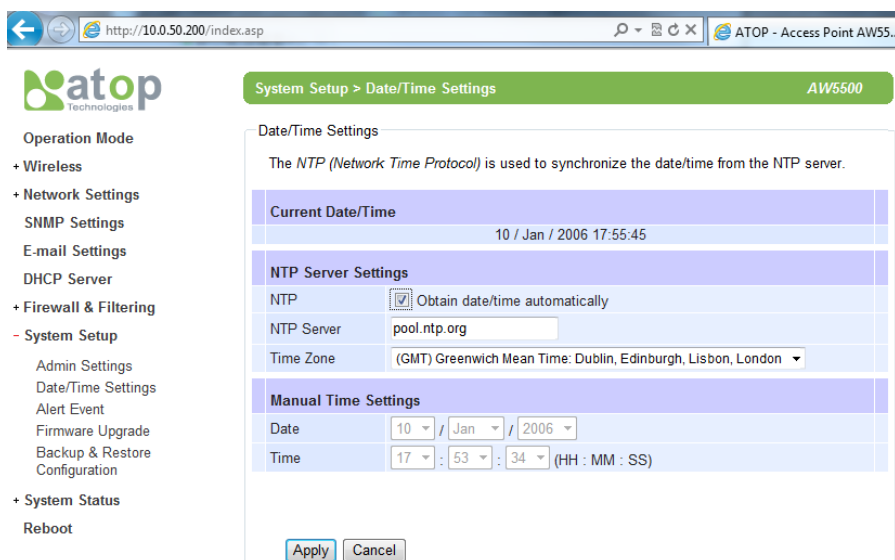 http://10.0.50.200/index.asp
ATOP - Access Point AW55...
atop
Technologies
System Setup > Date/Time Settings AW5500
Operation Mode
+ Wireless
+ Network Settings
SNMP Settings
E-mail Settings
DHCP Server
+ Firewall & Filtering
- System Setup
Admin Settings
Date/Time Settings
Alert Event
Firmware Upgrade
Backup & Restore
Configuration
+ System Status
Reboot
Date/Time Settings
The NTP (Network Time Protocol) is used to synchronize the date/time from the NTP server.
Current Date/Time
10 / Jan / 2006 17:55:45
NTP Server Settings
NTP Obtain date/time automatically
NTP Server pool.ntp.org
Time Zone (GMT) Greenwich Mean Time: Dublin, Edinburgh, Lisbon, London
Manual Time Settings
Date 10 / Jan / 2006
Time 17 : 53 : 34 (HH : MM : SS)
Apply Cancel